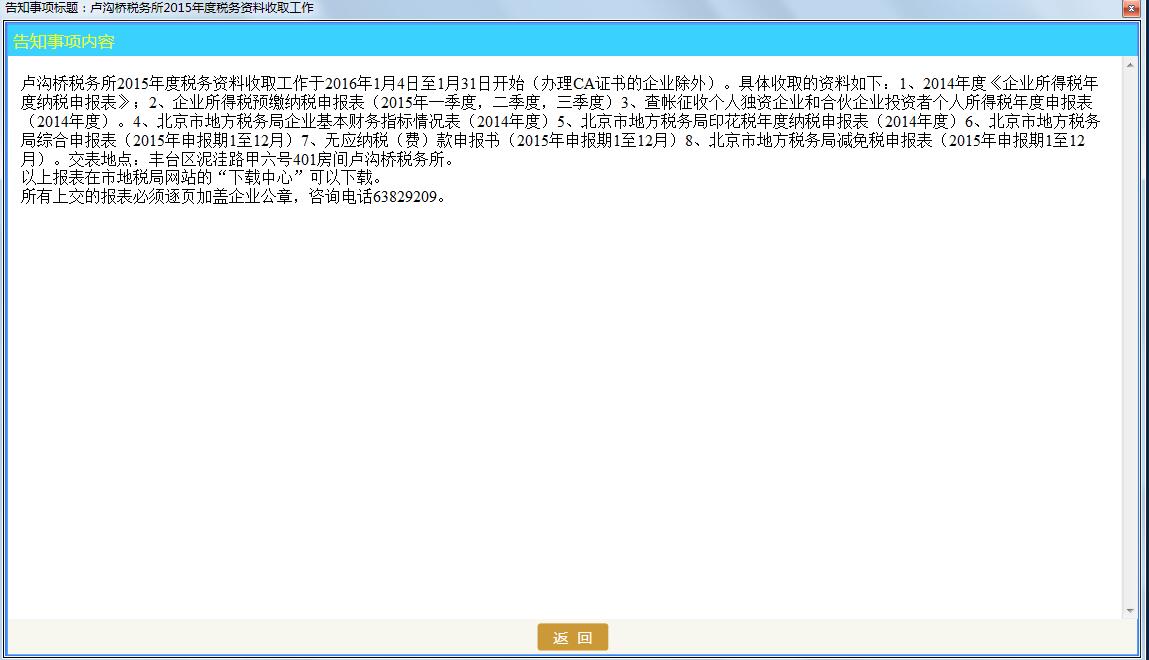 告知事项标题：卢沟桥税务所2015年度税务资料收取工作
告知事项内容
卢沟桥税务所2015年度税务资料收取工作于2016年1月4日至1月31日开始（办理CA证书的企业除外）。具体收取的资料如下：1、2014年度《企业所得税年
度纳税申报表》；2、企业所得税预缴纳税申报表（2015年一季度，二季度，三季度）3、查帐征收个人独资企业和合伙企业投资者个人所得税年度申报表
（2014年度）。4、北京市地方税务局企业基本财务指标情况表（2014年度）5、北京市地方税务局印花税年度纳税申报表（2014年度）6、北京市地方税务
局综合申报表（2015年申报期1至12月）7、无应纳税（费）款申报书（2015年申报期1至12月）8、北京市地方税务局减免税申报表（2015年申报期1至12
月）。交表地点：丰台区泥洼路甲六号401房间卢沟桥税务所。
以上报表在市地税局网站的“下载中心”可以下载。
所有上交的报表必须逐页加盖企业公章，咨询电话63829209。
返 回